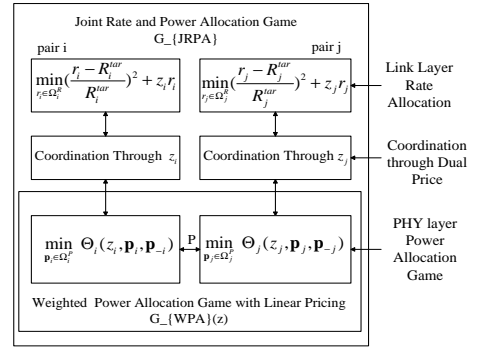 Joint Rate and Power Allocation Game
G_{JRPA}
pair i
pair j
min_{r_i∈Ω_i^R} ((r_i − R_i^{tar}) / R_i^{tar})^2 + z_i r_i
min_{r_j∈Ω_j^R} ((r_j − R_j^{tar}) / R_j^{tar})^2 + z_j r_j
Link Layer
Rate
Allocation
Coordination Through z_i
Coordination Through z_j
Coordination
through Dual
Price
min_{p_i∈Ω_i^P} Θ_i(z_i, p_i, p_{−i})
P
min_{p_j∈Ω_j^P} Θ_j(z_j, p_j, p_{−j})
PHY layer
Power
Allocation
Game
Weighted Power Allocation Game with Linear Pricing
G_{WPA}(z)